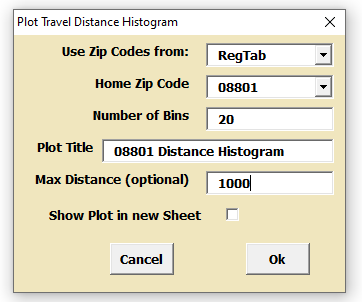 Plot Travel Distance Histogram
Use Zip Codes from: RegTab
Home Zip Code 08801
Number of Bins 20
Plot Title 08801 Distance Histogram
Max Distance (optional) 1000
Show Plot in new Sheet
Cancel Ok